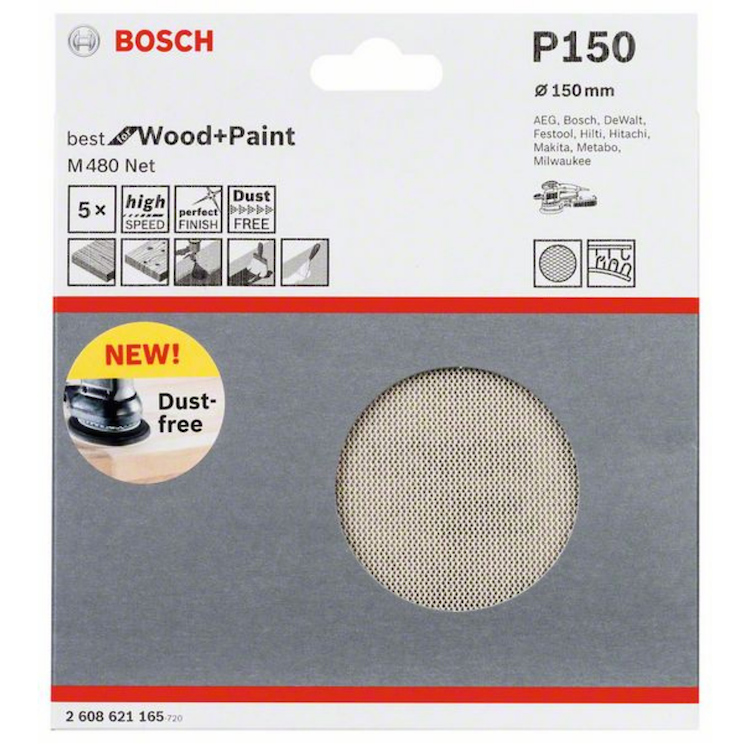 BOSCH
P150
Ø 150 mm
AEG, Bosch, DeWalt,
Festool, Hilti, Hitachi,
Makita, Metabo,
Milwaukee
best for Wood+Paint
M 480 Net
5×
high
SPEED
perfect
FINISH
Dust
FREE
NEW!
Dust-
free
2 608 621 165-720